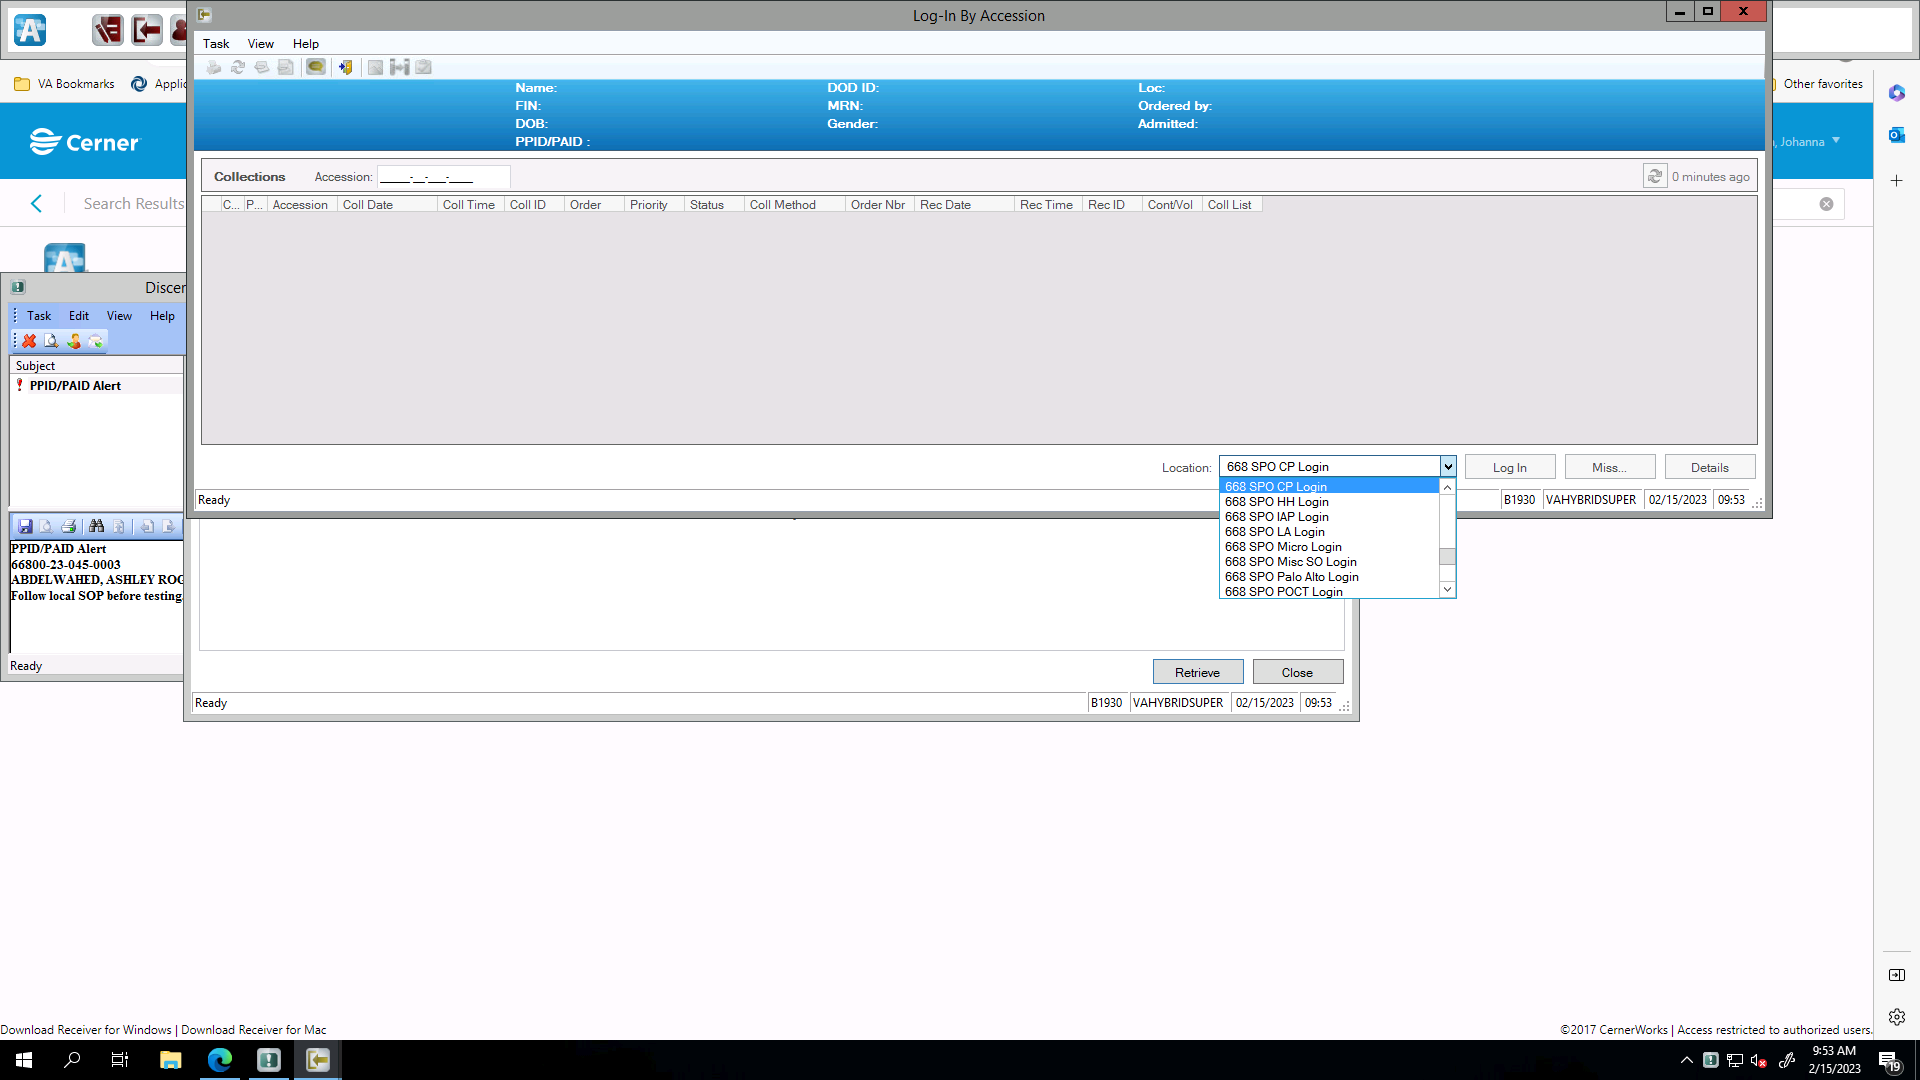 Log-In By Accession
Task View Help
VA Bookmarks
Other favorites
Name: DOD ID: Loc:
FIN: MRN: Ordered by:
DOB: Gender: Admitted:
PPID/PAID :
Cerner
Johanna
Collections Accession: _____-__-___-____ 0 minutes ago
Search Results
C... P... Accession Coll Date Coll Time Coll ID Order Priority Status Coll Method Order Nbr Rec Date Rec Time Rec ID Cont/Vol Coll List
Task Edit View Help
Subject
PPID/PAID Alert
Location: 668 SPO CP Login Log In Miss... Details
668 SPO CP Login
668 SPO HH Login
668 SPO IAP Login
668 SPO LA Login
668 SPO Micro Login
668 SPO Misc SO Login
668 SPO Palo Alto Login
668 SPO POCT Login
Ready B1930 VAHYBRIDSUPER 02/15/2023 09:53
PPID/PAID Alert
66800-23-045-0003
ABDELWAHED, ASHLEY ROG
Follow local SOP before testing.
Ready
Retrieve Close
Ready B1930 VAHYBRIDSUPER 02/15/2023 09:53
Download Receiver for Windows | Download Receiver for Mac
©2017 CernerWorks | Access restricted to authorized users.
9:53 AM
2/15/2023
19